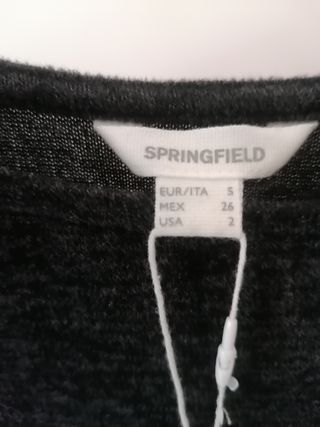 SPRINGFIELD
EUR/ITA S
MEX 26
USA 2